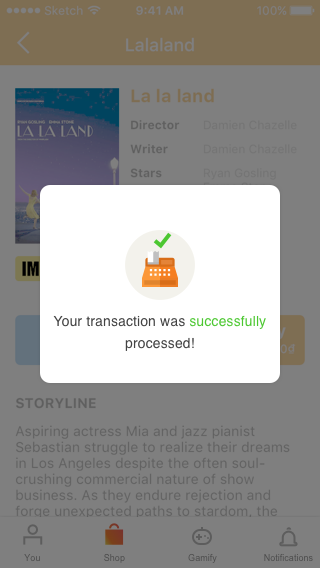 Sketch 9:41 AM 100%
Lalaland
La la land
Director Damien Chazelle
Writer Damien Chazelle
Stars Ryan Gosling
LA LA LAND
IM
Your transaction was successfully
processed!
STORYLINE
Aspiring actress Mia and jazz pianist
Sebastian struggle to realize their dreams
in Los Angeles despite the often soul-
crushing commercial nature of show
business. As they endure rejection and
forge unexpected paths to stardom, the
You Shop Gamify Notifications